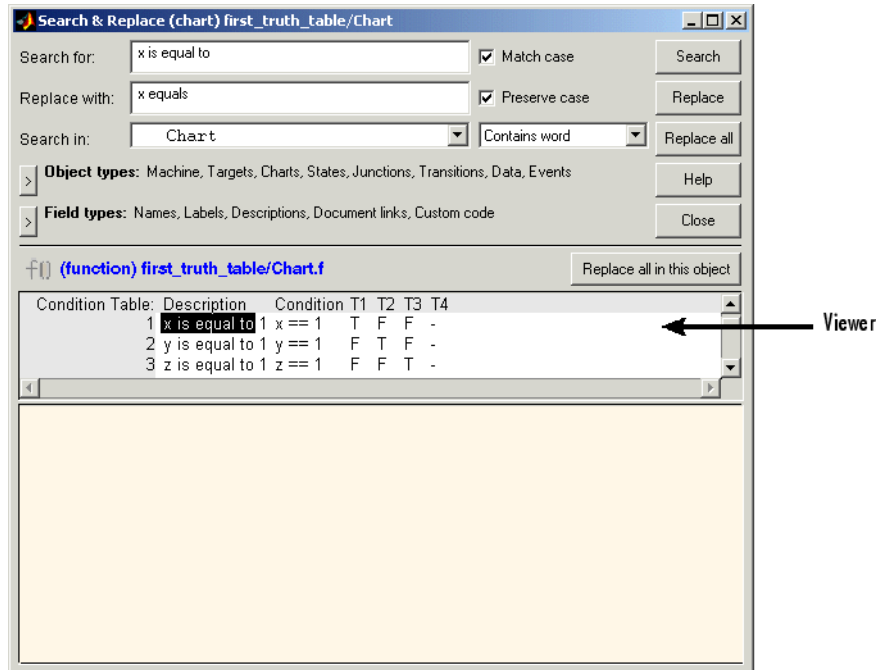 Search & Replace (chart) first_truth_table/Chart
Search for: x is equal to Match case Search
Replace with: x equals Preserve case Replace
Search in: Chart Contains word Replace all
> Object types: Machine, Targets, Charts, States, Junctions, Transitions, Data, Events Help
> Field types: Names, Labels, Descriptions, Document links, Custom code Close
f() (function) first_truth_table/Chart.f Replace all in this object
Condition Table: Description Condition T1 T2 T3 T4
1 x is equal to 1 x == 1 T F F -
2 y is equal to 1 y == 1 F T F -
3 z is equal to 1 z == 1 F F T -
Viewer